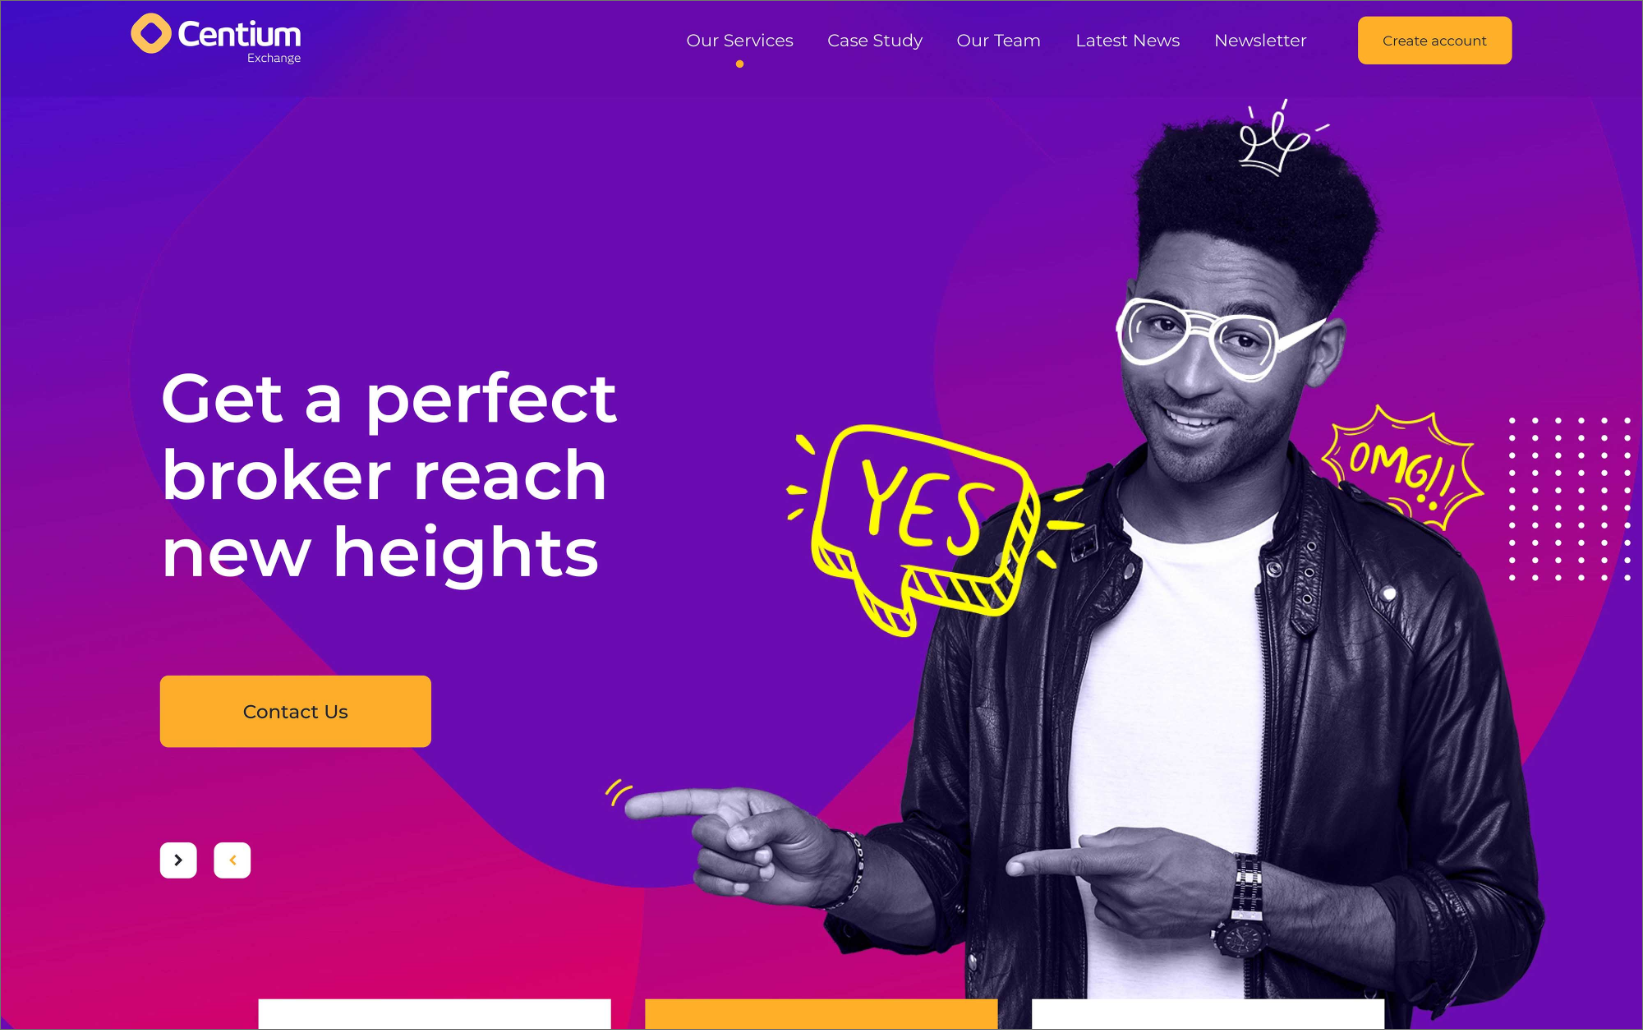 Centium
Exchange
Our Services
Case Study
Our Team
Latest News
Newsletter
Create account
Get a perfect
broker reach
new heights
YES
OMG!!
Contact Us